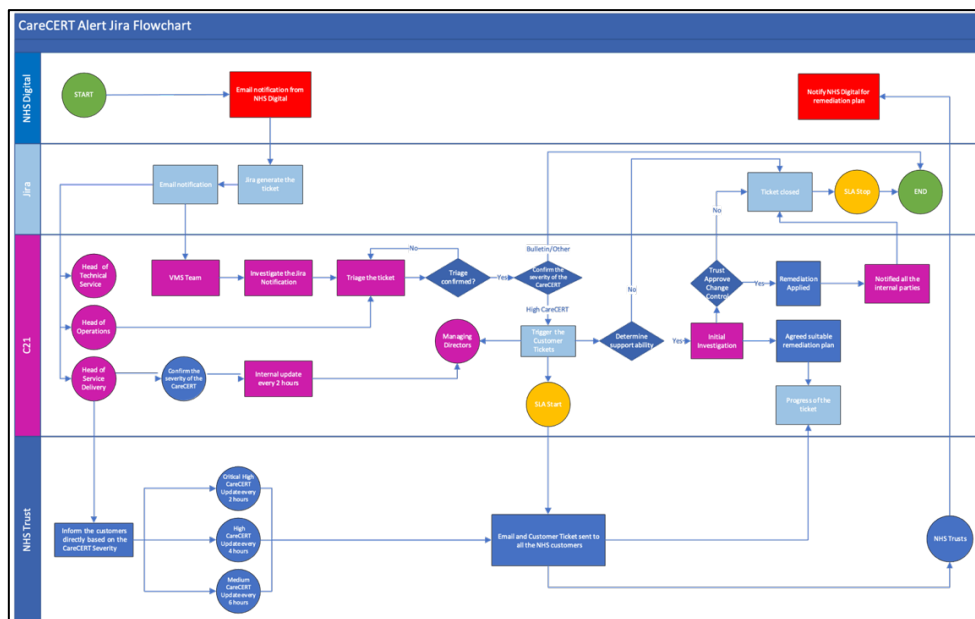 CareCERT Alert Jira Flowchart
NHS Digital
START
Email notification from
NHS Digital
Notify NHS Digital for
remediation plan
Jira
Email notification
Jira generate the
ticket
Ticket closed
SLA Stop
END
C21
Head of
Technical
Service
VMS Team
Investigate the Jira
Notification
Triage the ticket
No
Triage
confirmed?
Yes
Bulletin/Other
Confirm the
severity of the
CareCERT
High CareCERT
No
No
Trust
Approve
Change
Control
Yes
Remediation
Applied
Notified all the
Internal parties
Head of
Operations
Managing
Directors
Trigger the
Customer
Tickets
Determine
support ability
Yes
Initial
Investigation
Agreed suitable
remediation plan
Head of
Service
Delivery
Confirm the
severity of the
CareCERT
Internal update
every 2 hours
SLA Start
Progress of the
ticket
NHS Trust
Critical High
CareCERT
Update every
2 hours
Inform the customers
directly based on the
CareCERT Severity
High
CareCERT
Update every
4 hours
Medium
CareCERT
Update every
6 hours
Email and Customer Ticket sent to
all the NHS customers
NHS Trusts